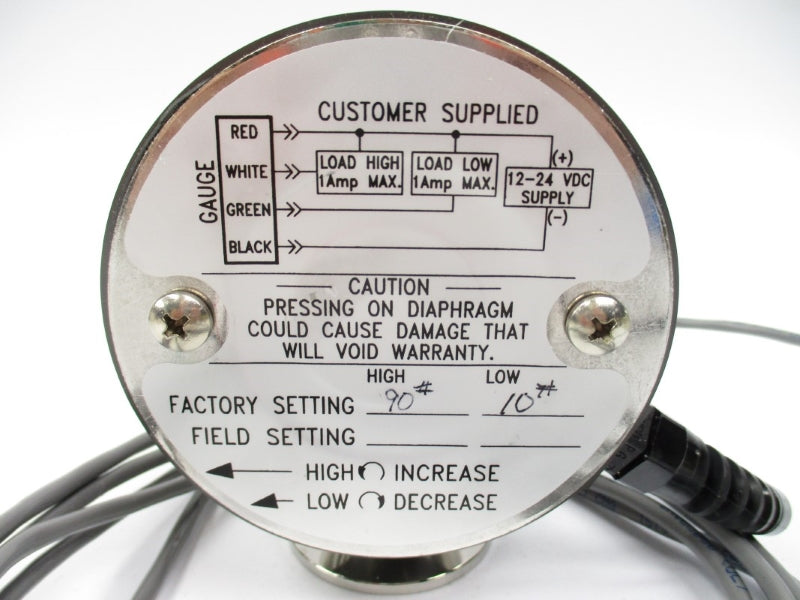 CUSTOMER SUPPLIED
GAUGE
RED
WHITE
GREEN
BLACK
LOAD HIGH
1Amp MAX.
LOAD LOW
1Amp MAX.
(+)
12-24 VDC
SUPPLY
(-)
CAUTION
PRESSING ON DIAPHRAGM
COULD CAUSE DAMAGE THAT
WILL VOID WARRANTY.
HIGH LOW
FACTORY SETTING 90# 10#
FIELD SETTING
HIGH INCREASE
LOW DECREASE